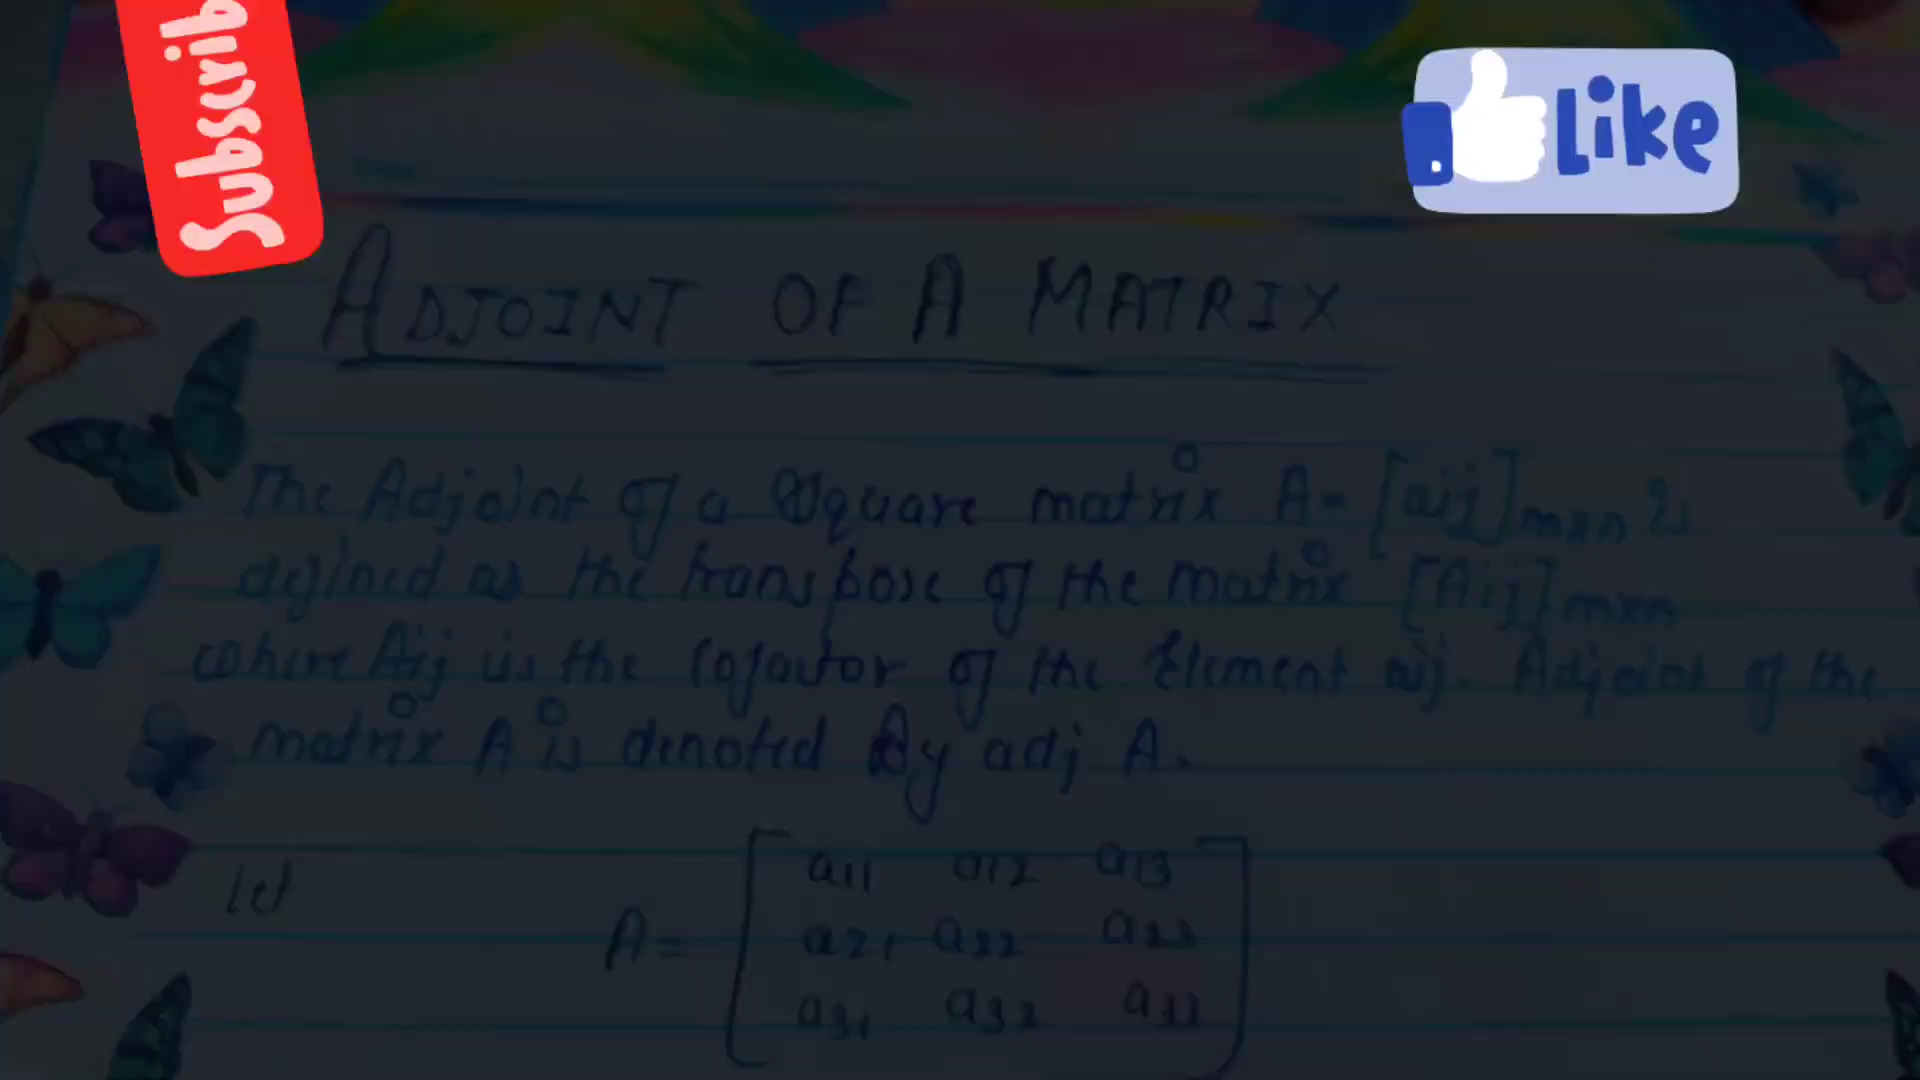 Subscrib
Like
ADJOINT OF A MATRIX
The Adjoint of a Square matrix A = [aij]mxn is
defined as the transpose of the matrix [Aij]mxn
where Aij is the Cofactor of the Element aij. Adjoint of the
matrix A is denoted By adj A.
Let
A = [ a11 a12 a13
a21 a22 a23
a31 a32 a33 ]